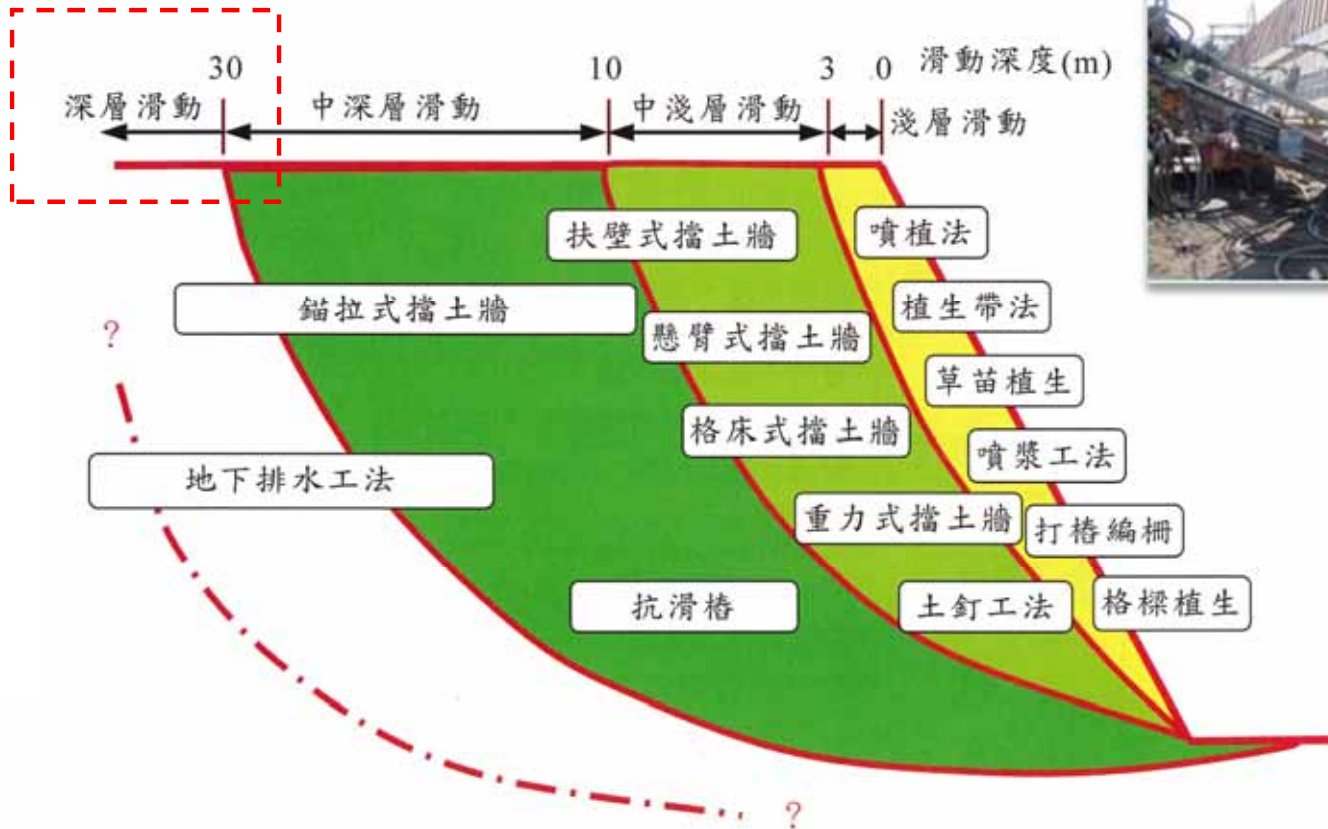 30 10 3 0 滑動深度(m)
深層滑動 中深層滑動 中淺層滑動 淺層滑動
扶壁式擋土牆 噴植法
錨拉式擋土牆 植生帶法
? 懸臂式擋土牆
草苗植生
格床式擋土牆
噴漿工法
地下排水工法
重力式擋土牆 打樁編柵
抗滑樁 土釘工法 格樑植生
?